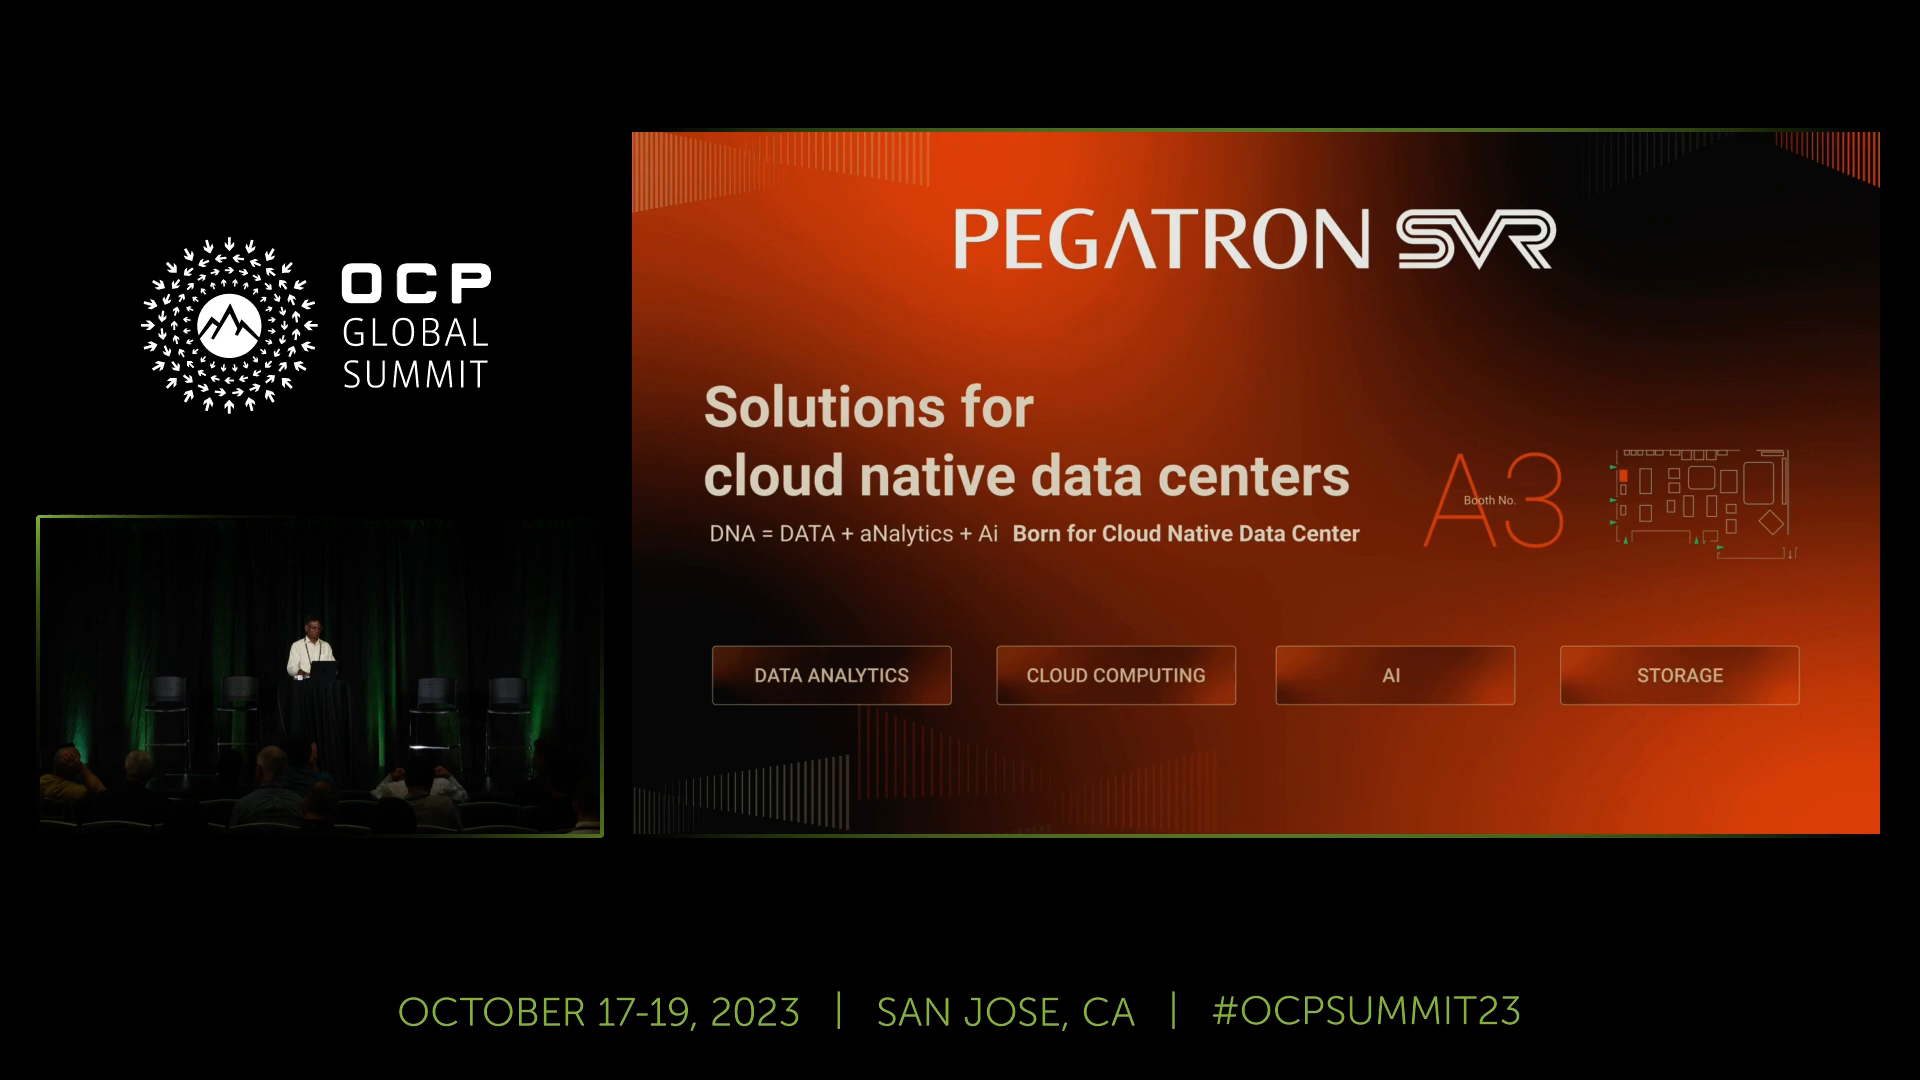 OCP
GLOBAL
SUMMIT
PEGATRON SVR
Solutions for
cloud native data centers
DNA = DATA + aNalytics + Ai Born for Cloud Native Data Center
A3
Booth No.
DATA ANALYTICS
CLOUD COMPUTING
AI
STORAGE
OCTOBER 17-19, 2023 | SAN JOSE, CA | #OCPSUMMIT23